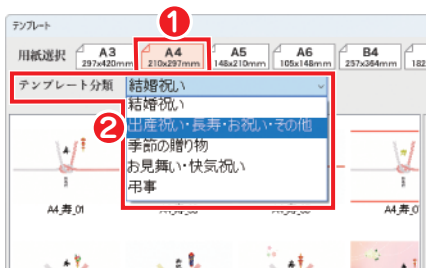 テンプレート
1
用紙選択 A3 297x420mm A4 210x297mm A5 148x210mm A6 105x148mm B4 257x364mm 182
テンプレート分類 結婚祝い
結婚祝い
2
出産祝い・長寿・お祝い・その他
季節の贈り物
お見舞い・快気祝い
弔事
A4_寿_01 A4_寿_0